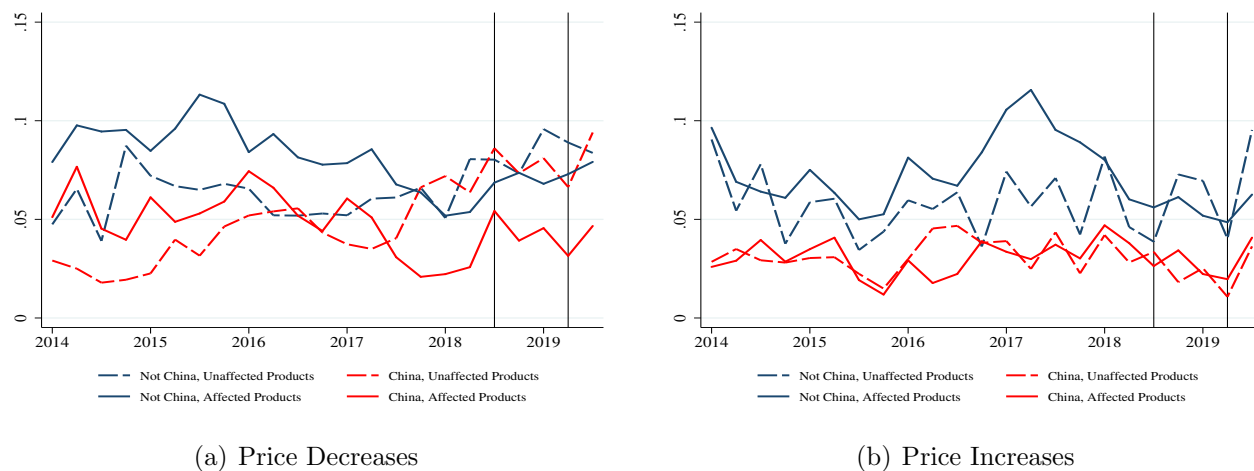 .15
.1
.05
0
2014 2015 2016 2017 2018 2019
Not China, Unaffected Products China, Unaffected Products
Not China, Affected Products China, Affected Products
(a) Price Decreases
.15
.1
.05
0
2014 2015 2016 2017 2018 2019
Not China, Unaffected Products China, Unaffected Products
Not China, Affected Products China, Affected Products
(b) Price Increases